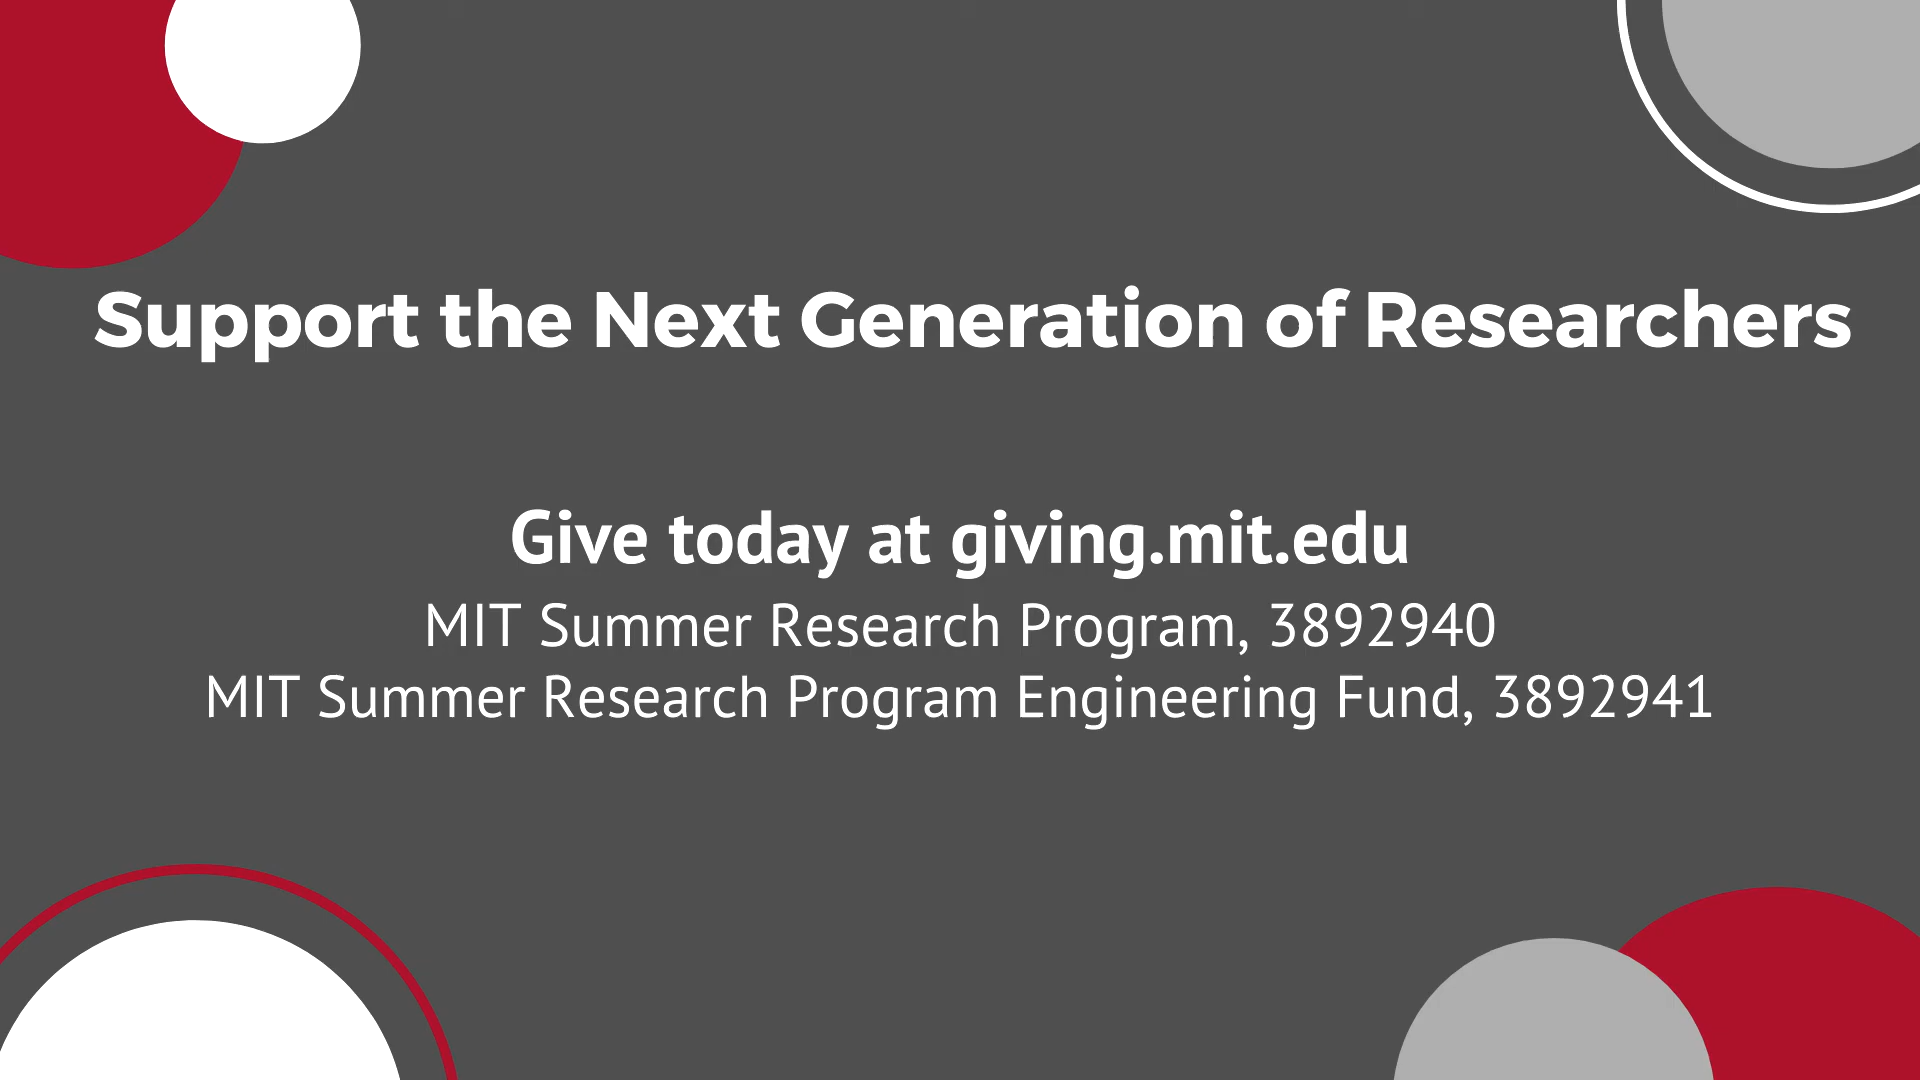 Support the Next Generation of Researchers
Give today at giving.mit.edu
MIT Summer Research Program, 3892940
MIT Summer Research Program Engineering Fund, 3892941